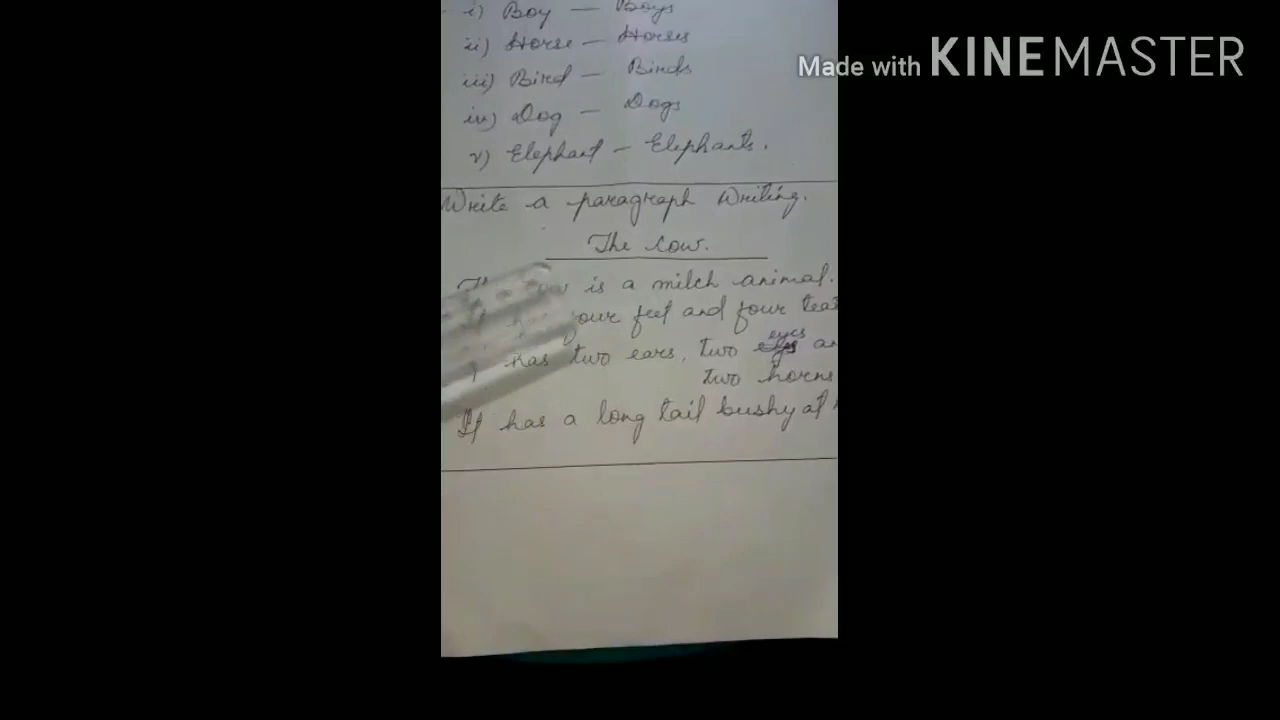 i) Boy — Boys
ii) Horse — Horses
iii) Bird — Birds
iv) Dog — Dogs
v) Elephant — Elephants.
Write a paragraph Writing.
The Cow.
is a milch animal.
four feet and four
has two ears, two eyes
two horns
It has a long tail bushy at
Made with KINEMASTER